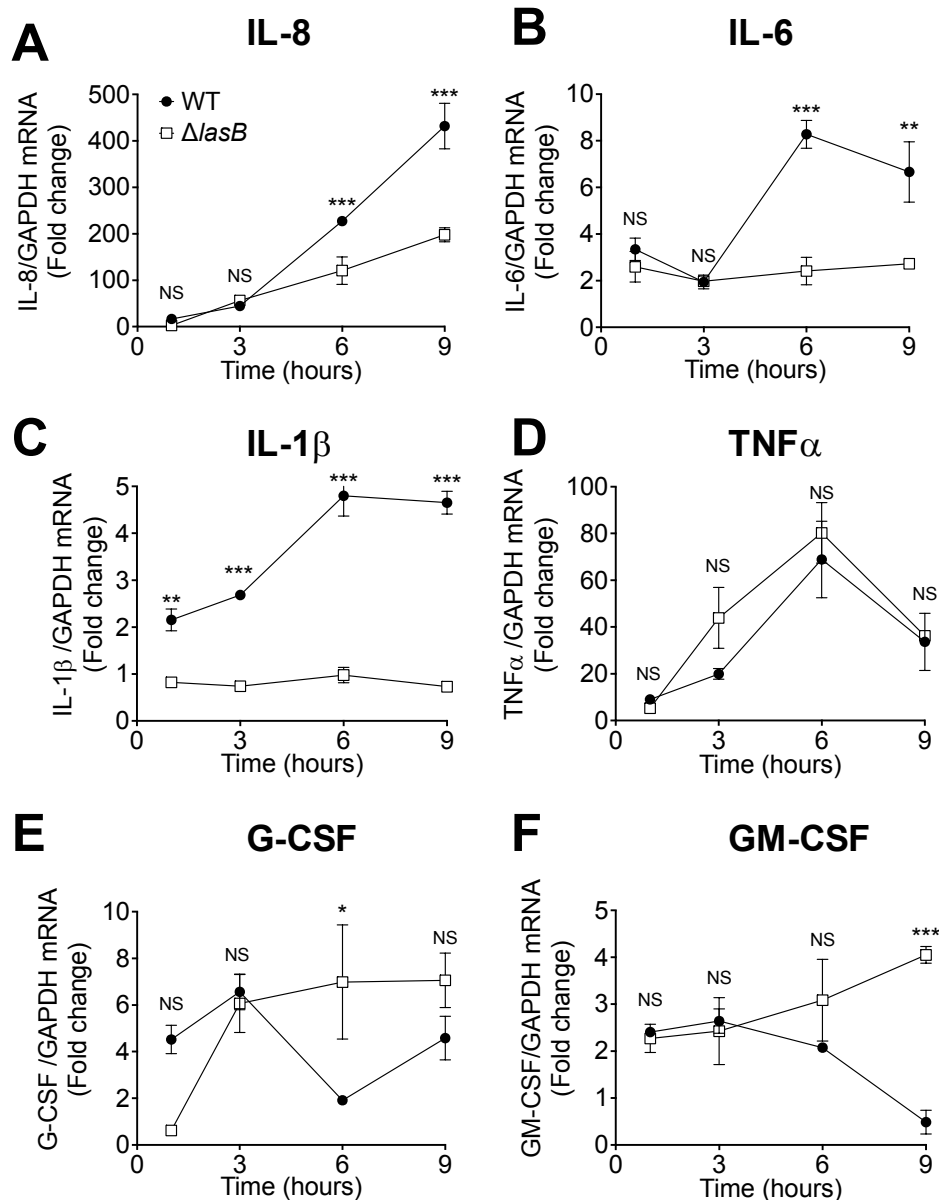 A
IL-8
IL-8/GAPDH mRNA
(Fold change)
500
400
300
200
100
0
WT
ΔlasB
NS
NS
***
***
0
3
6
9
Time (hours)
B
IL-6
IL-6/GAPDH mRNA
(Fold change)
10
8
6
4
2
0
NS
NS
***
**
0
3
6
9
Time (hours)
C
IL-1β
IL-1β /GAPDH mRNA
(Fold change)
5
4
3
2
1
0
**
***
***
***
0
3
6
9
Time (hours)
D
TNFα
TNFα /GAPDH mRNA
(Fold change)
100
80
60
40
20
0
NS
NS
NS
NS
0
3
6
9
Time (hours)
E
G-CSF
G-CSF /GAPDH mRNA
(Fold change)
10
8
6
4
2
0
NS
NS
*
NS
0
3
6
9
Time (hours)
F
GM-CSF
GM-CSF/GAPDH mRNA
(Fold change)
5
4
3
2
1
0
NS
NS
NS
***
0
3
6
9
Time (hours)